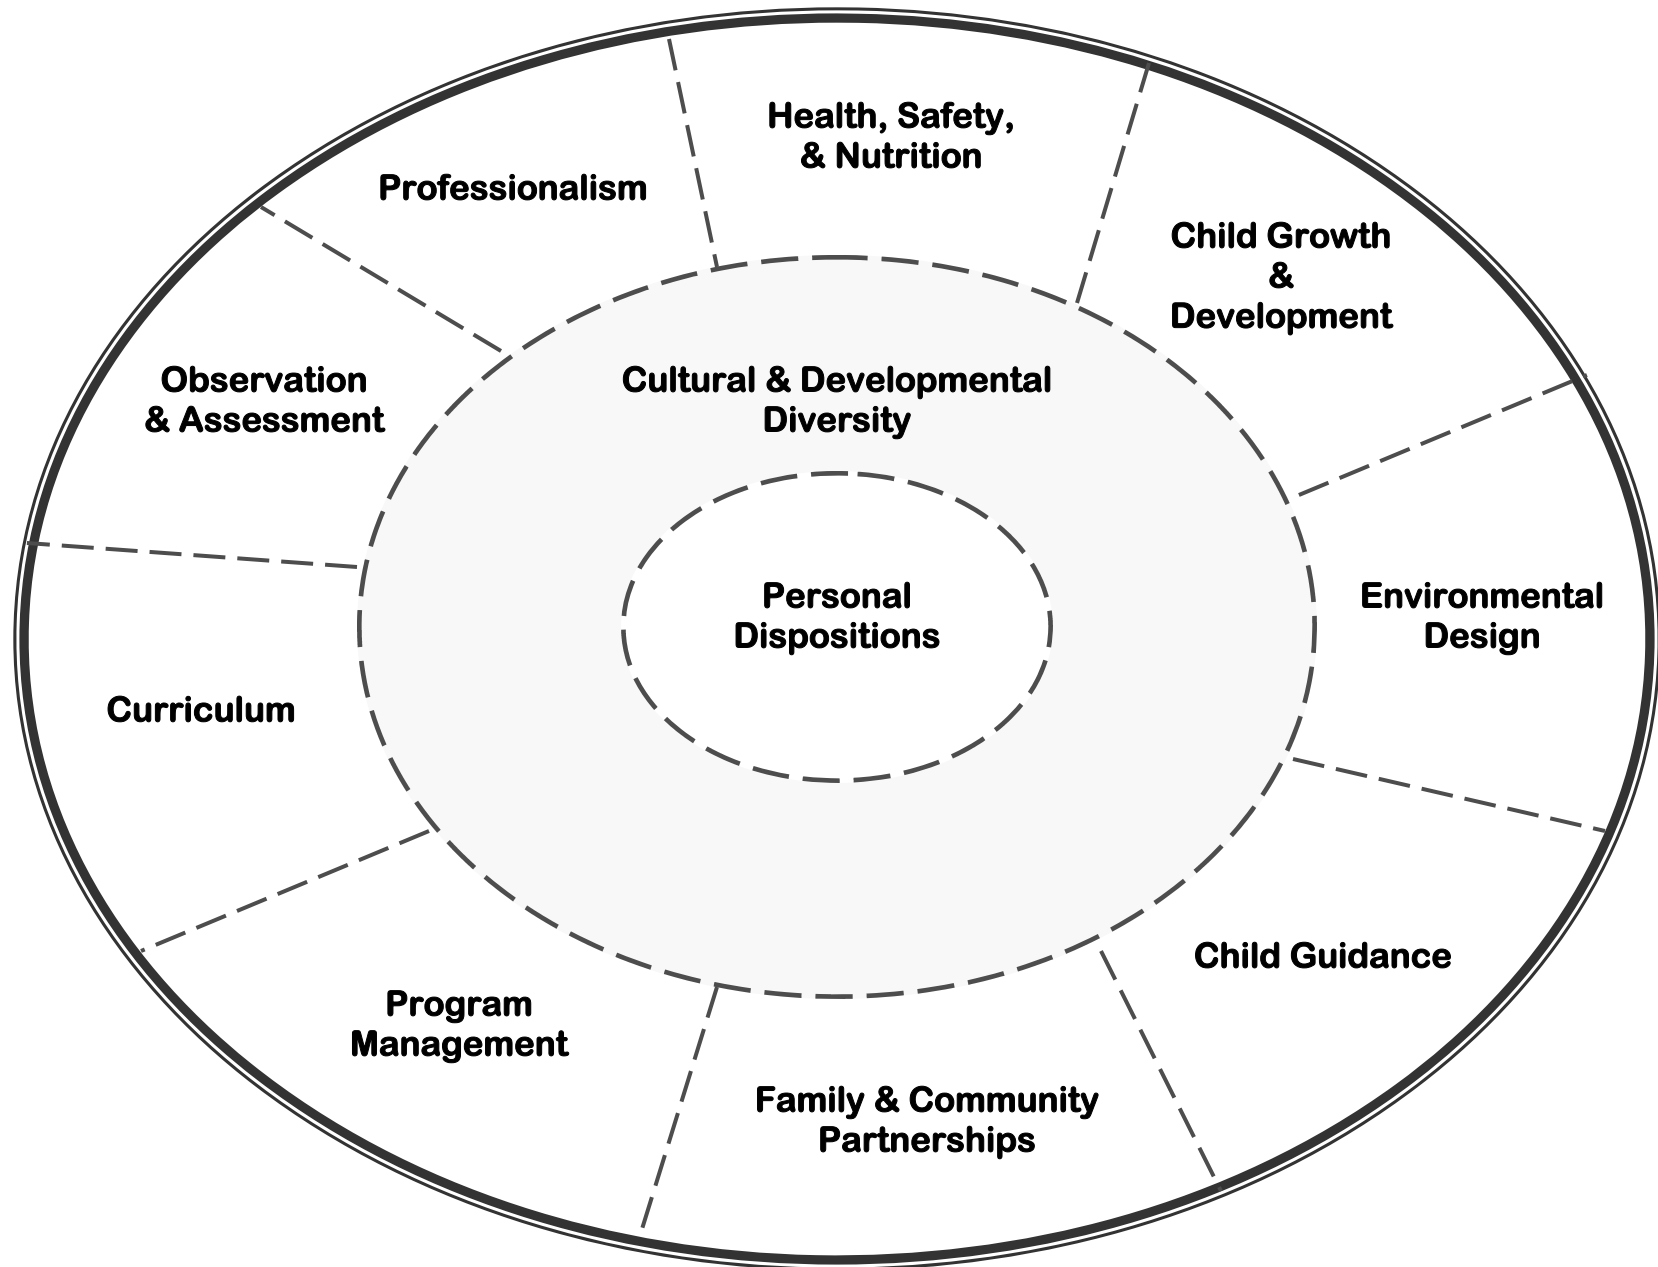 Health, Safety,
& Nutrition
Professionalism
Child Growth
&
Development
Observation
& Assessment
Cultural & Developmental
Diversity
Personal
Dispositions
Environmental
Design
Curriculum
Child Guidance
Program
Management
Family & Community
Partnerships